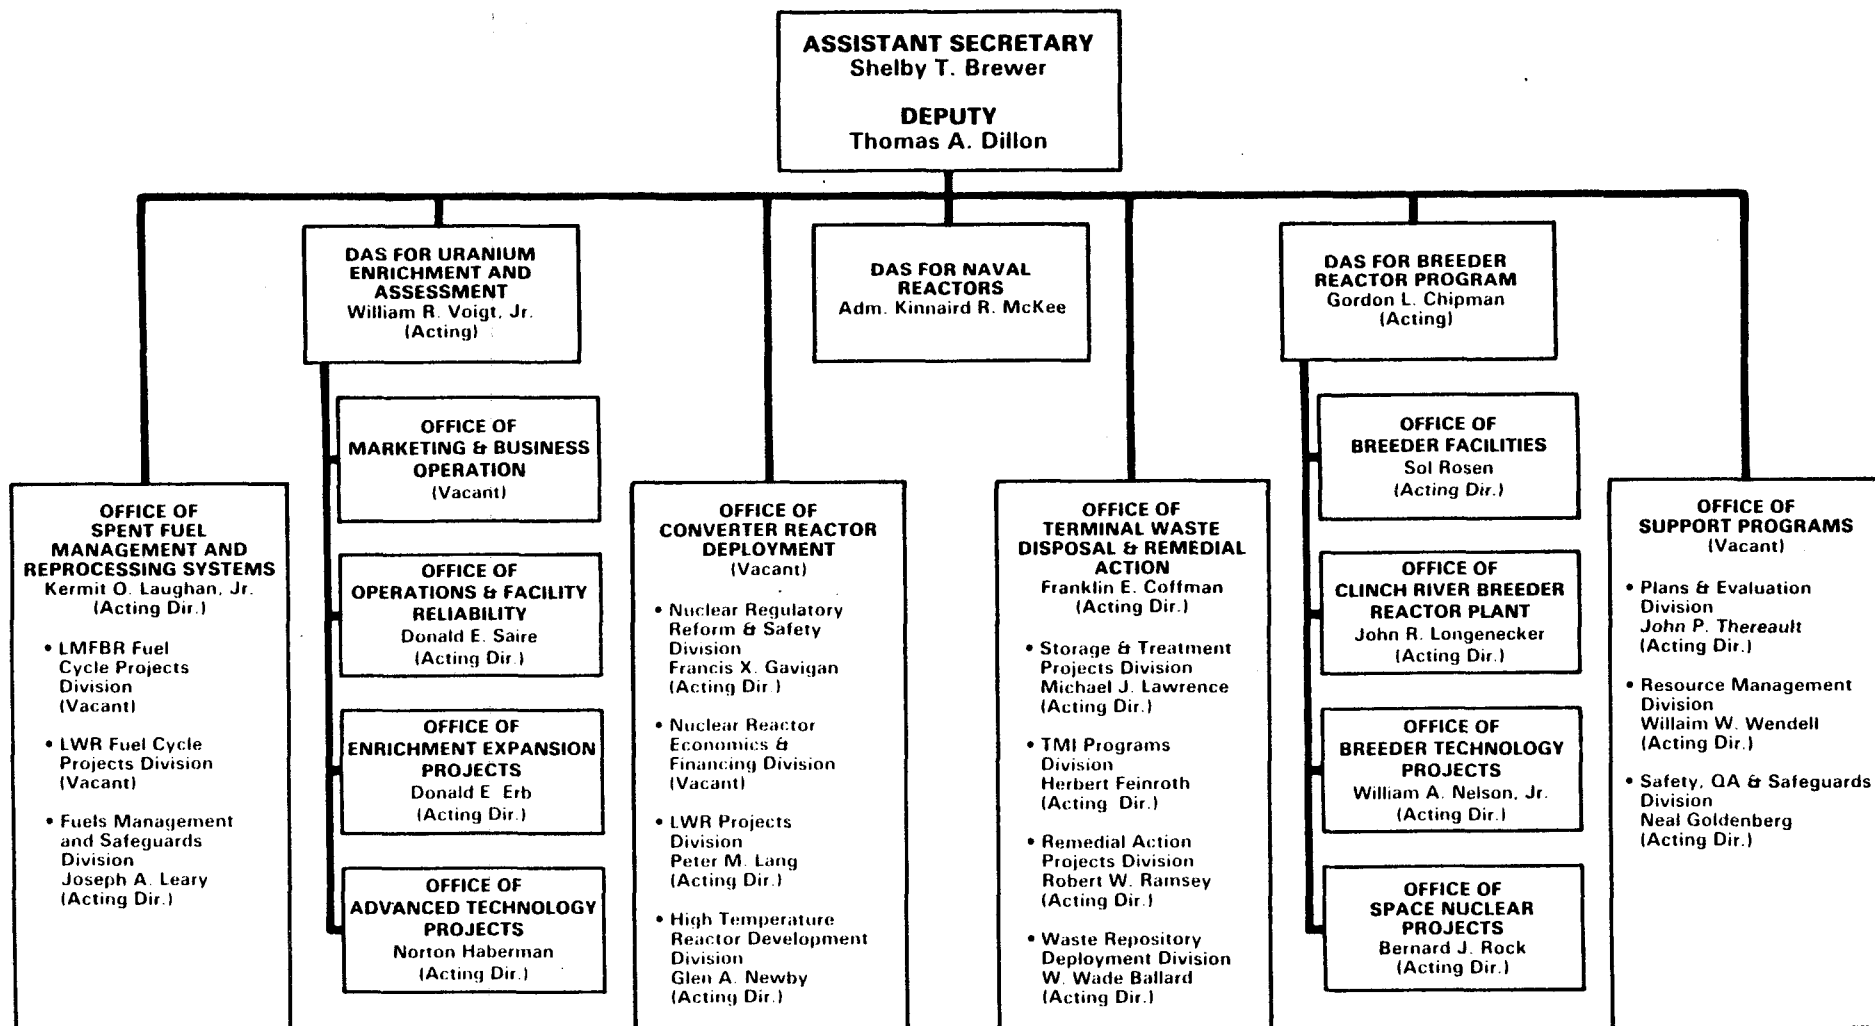 ASSISTANT SECRETARY
Shelby T. Brewer
DEPUTY
Thomas A. Dillon
DAS FOR URANIUM
ENRICHMENT AND
ASSESSMENT
William R. Voigt, Jr.
(Acting)
DAS FOR NAVAL
REACTORS
Adm. Kinnaird R. McKee
DAS FOR BREEDER
REACTOR PROGRAM
Gordon L. Chipman
(Acting)
OFFICE OF
SPENT FUEL
MANAGEMENT AND
REPROCESSING SYSTEMS
Kermit O. Laughan, Jr.
(Acting Dir.)
• LMFBR Fuel
Cycle Projects
Division
(Vacant)
• LWR Fuel Cycle
Projects Division
(Vacant)
• Fuels Management
and Safeguards
Division
Joseph A. Leary
(Acting Dir.)
OFFICE OF
MARKETING & BUSINESS
OPERATION
(Vacant)
OFFICE OF
OPERATIONS & FACILITY
RELIABILITY
Donald E. Saire
(Acting Dir.)
OFFICE OF
ENRICHMENT EXPANSION
PROJECTS
Donald E. Erb
(Acting Dir.)
OFFICE OF
ADVANCED TECHNOLOGY
PROJECTS
Norton Haberman
(Acting Dir.)
OFFICE OF
CONVERTER REACTOR
DEPLOYMENT
(Vacant)
• Nuclear Regulatory
Reform & Safety
Division
Francis X. Gavigan
(Acting Dir.)
• Nuclear Reactor
Economics &
Financing Division
(Vacant)
• LWR Projects
Division
Peter M. Lang
(Acting Dir.)
• High Temperature
Reactor Development
Division
Glen A. Newby
(Acting Dir.)
OFFICE OF
TERMINAL WASTE
DISPOSAL & REMEDIAL
ACTION
Franklin E. Coffman
(Acting Dir.)
• Storage & Treatment
Projects Division
Michael J. Lawrence
(Acting Dir.)
• TMI Programs
Division
Herbert Feinroth
(Acting Dir.)
• Remedial Action
Projects Division
Robert W. Ramsey
(Acting Dir.)
• Waste Repository
Deployment Division
W. Wade Ballard
(Acting Dir.)
OFFICE OF
BREEDER FACILITIES
Sol Rosen
(Acting Dir.)
OFFICE OF
CLINCH RIVER BREEDER
REACTOR PLANT
John R. Longenecker
(Acting Dir.)
OFFICE OF
BREEDER TECHNOLOGY
PROJECTS
William A. Nelson, Jr.
(Acting Dir.)
OFFICE OF
SPACE NUCLEAR
PROJECTS
Bernard J. Rock
(Acting Dir.)
OFFICE OF
SUPPORT PROGRAMS
(Vacant)
• Plans & Evaluation
Division
John P. Thereault
(Acting Dir.)
• Resource Management
Division
Willaim W. Wendell
(Acting Dir.)
• Safety, QA & Safeguards
Division
Neal Goldenberg
(Acting Dir.)